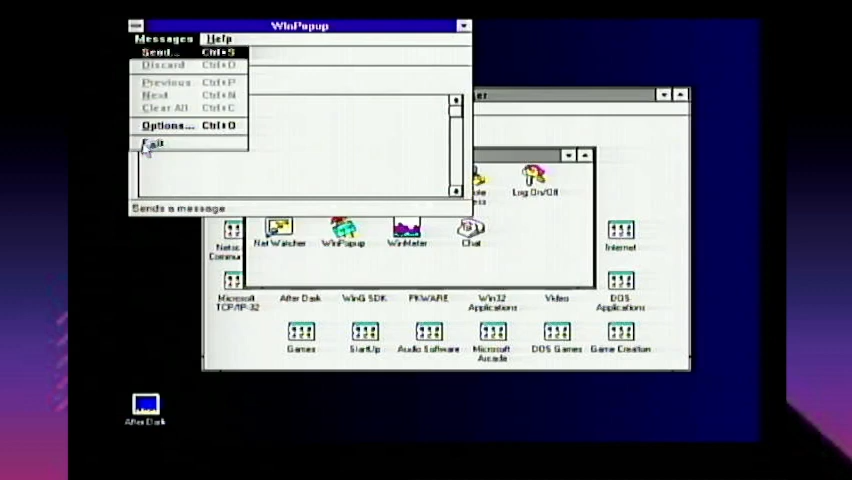 WinPopup
Messages Help
Send... Ctrl+S
Discard Ctrl+D
Previous Ctrl+P
Next Ctrl+N
Clear All Ctrl+C
Options... Ctrl+O
Exit
Sends a message
Log On/Off
Net Watcher WinPopup WinMeter Chat
Internet
Microsoft TCP/IP-32
After Dark
WinG SDK
PKWARE
Win32 Applications
Video
DOS Applications
Games
StartUp
Audio Software
Microsoft Arcade
DOS Games
Game Creation
After Dark